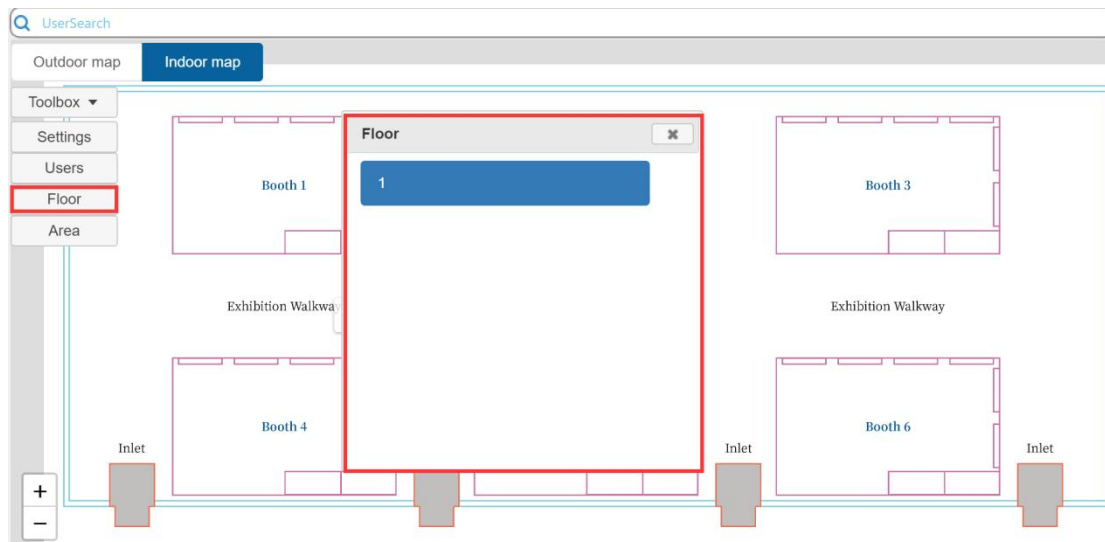 UserSearch
Outdoor map
Indoor map
Toolbox
Settings
Users
Floor
Area
Floor
1
Booth 1
Booth 3
Exhibition Walkway
Exhibition Walkway
Booth 4
Booth 6
Inlet
Inlet
Inlet
+
−